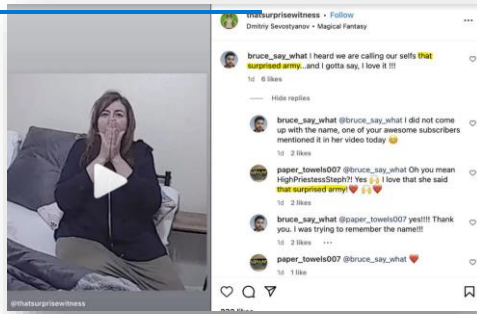 thatsurprisewitness • Follow
Dmitriy Sevostyanov • Magical Fantasy
bruce_say_what I heard we are calling our selfs that
surprised army...and I gotta say, I love it !!!
1d 6 likes
Hide replies
bruce_say_what @bruce_say_what I did not come
up with the name, one of your awesome subscribers
mentioned it in her video today 😄
1d 2 likes
paper_towels007 @bruce_say_what Oh you mean
HighPriestessSteph?! Yes 🙌 I love that she said
that surprised army!❤️ 🙌❤️
1d 2 likes
bruce_say_what @paper_towels007 yes!!!! Thank
you. I was trying to remember the name!!!
1d 2 likes ...
paper_towels007 @bruce_say_what ❤️
1d 1 like
@thatsurprisewitness